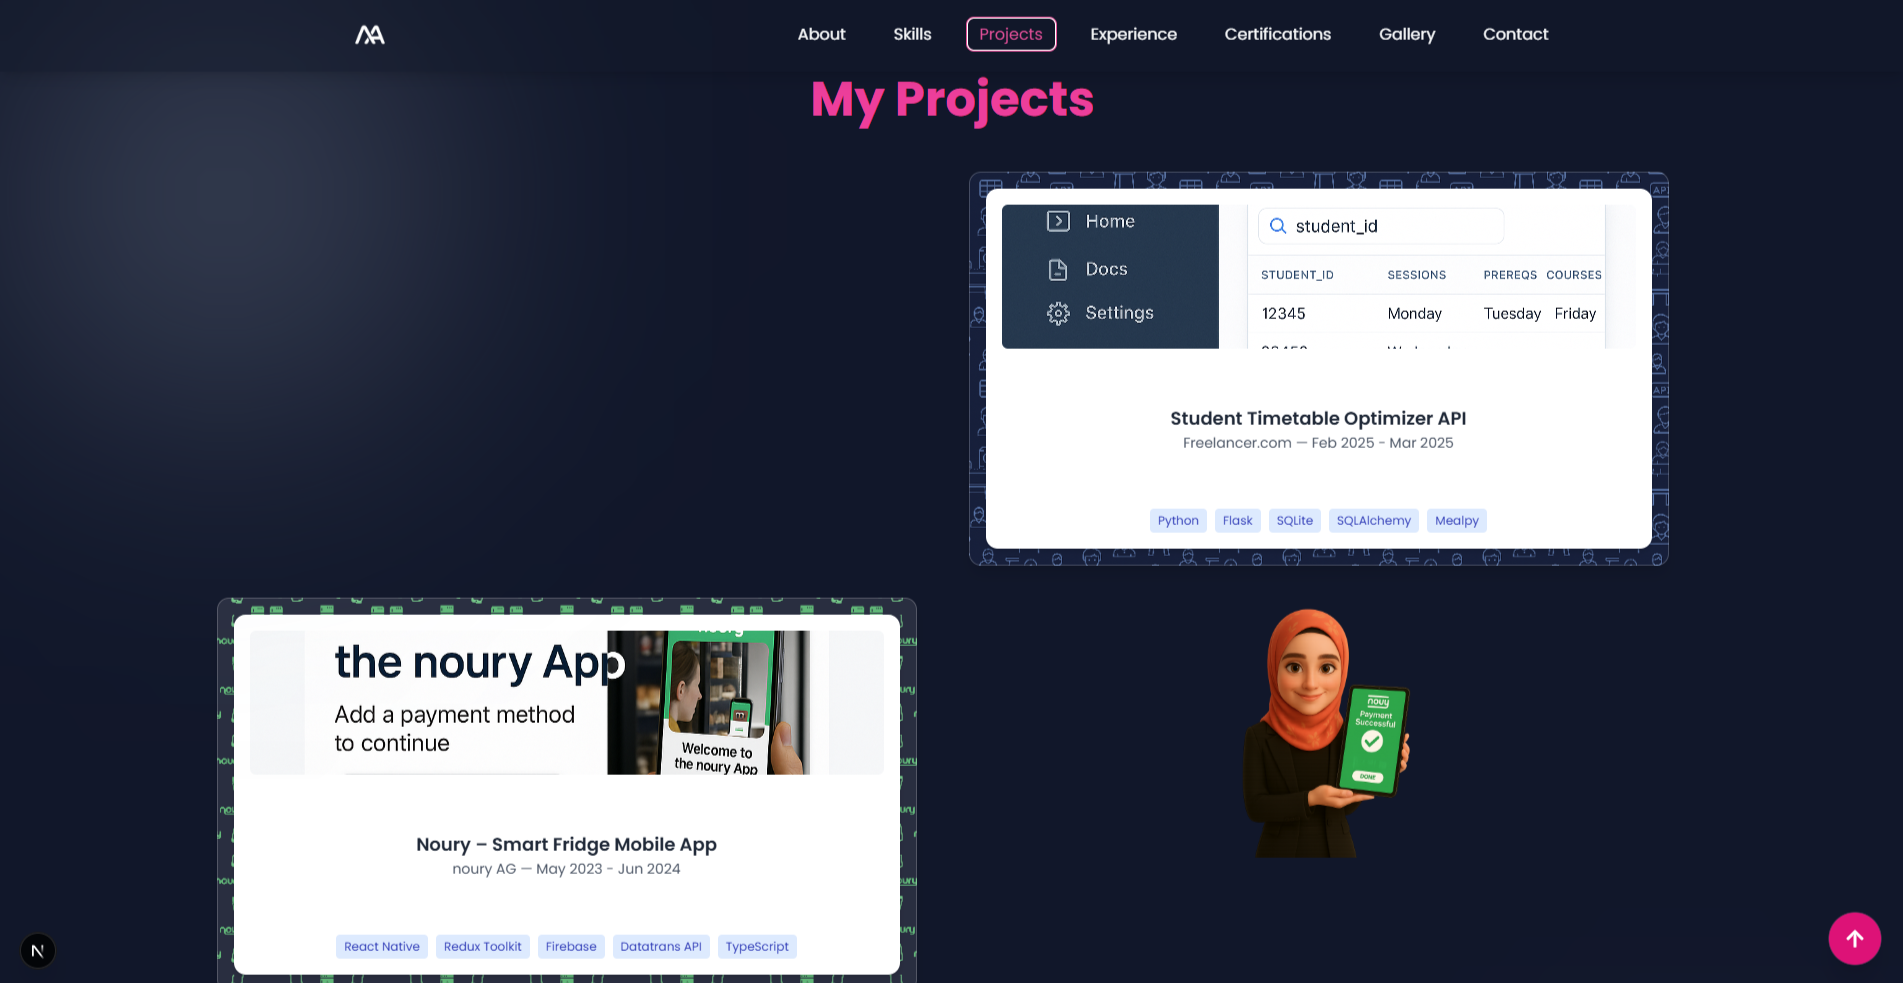 About
Skills
Projects
Experience
Certifications
Gallery
Contact
My Projects
Home
Docs
Settings
student_id
STUDENT_ID SESSIONS PREREQS COURSES
12345 Monday Tuesday Friday
Student Timetable Optimizer API
Freelancer.com — Feb 2025 - Mar 2025
Python
Flask
SQLite
SQLAlchemy
Mealpy
the noury App
Add a payment method
to continue
Welcome to
the noury App
Noury – Smart Fridge Mobile App
noury AG — May 2023 - Jun 2024
React Native
Redux Toolkit
Firebase
Datatrans API
TypeScript
nouy
Payment
Successful
DONE
N